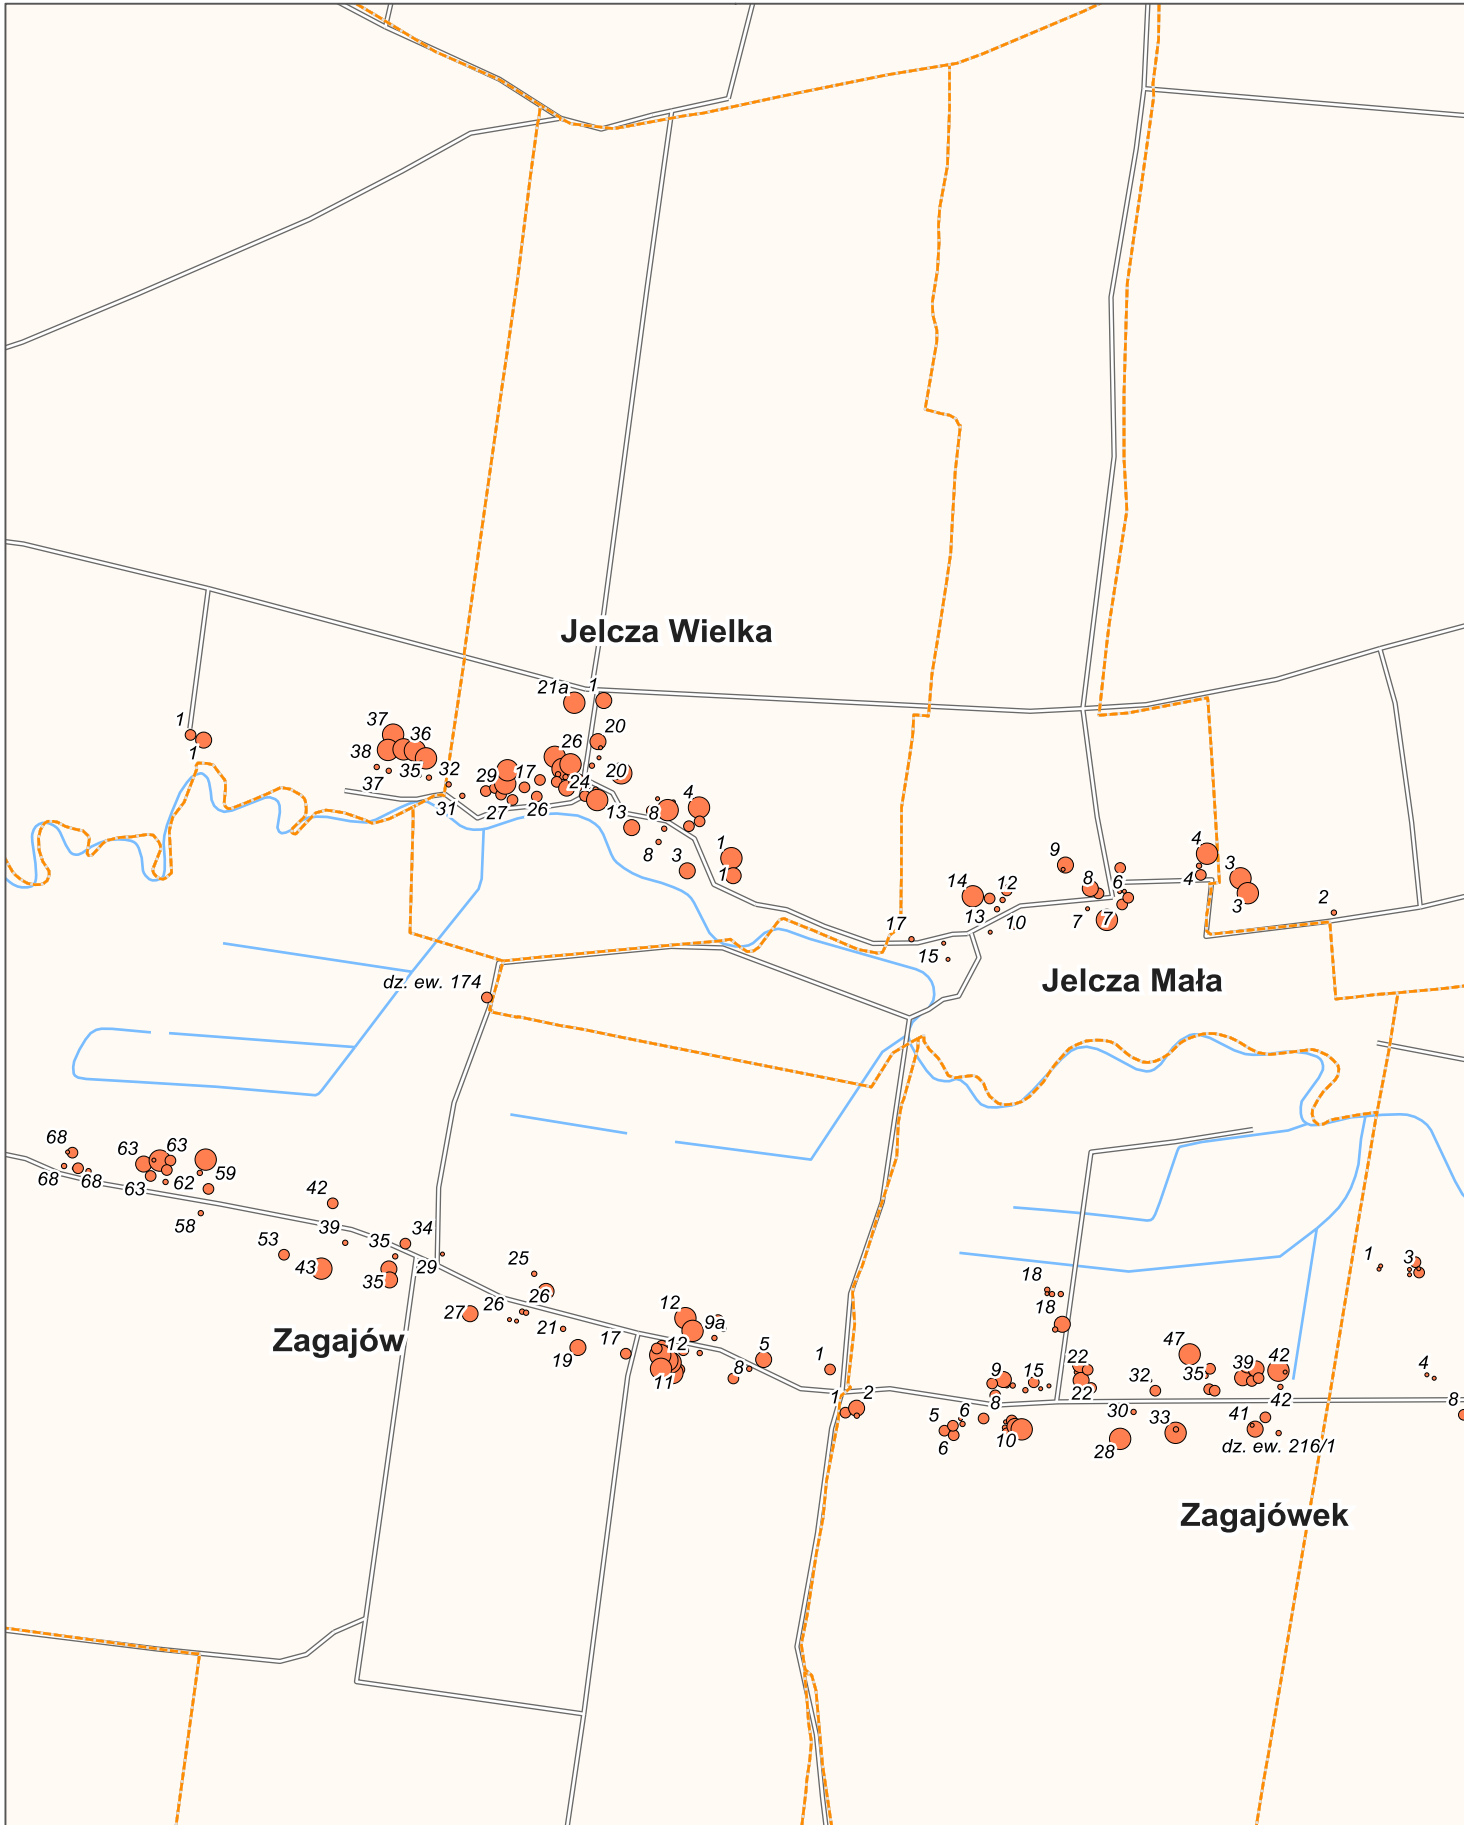 Jelcza Wielka
21a 1
1 37 36 20
38 26
1 35 32 29 17 20
37 24
31 27 26 13 8 4
8 3 1
1
9 4
14 12 8 6 4 3
3
13 10 7 7 2
17
15
Jelcza Mała
dz. ew. 174
68 63 63
59
68 68 63 62
42
58 39 35 34
53
43 35 29 25
1 3
18
26 26
27 18
21 12 9a
Zagajów
19 17 12 5 1
11 8
47
9 15 22 35 39 42 4
32
22
1 2 8 42 8
5 6 30 33 41
6 10 28 dz. ew. 216/1
Zagajówek